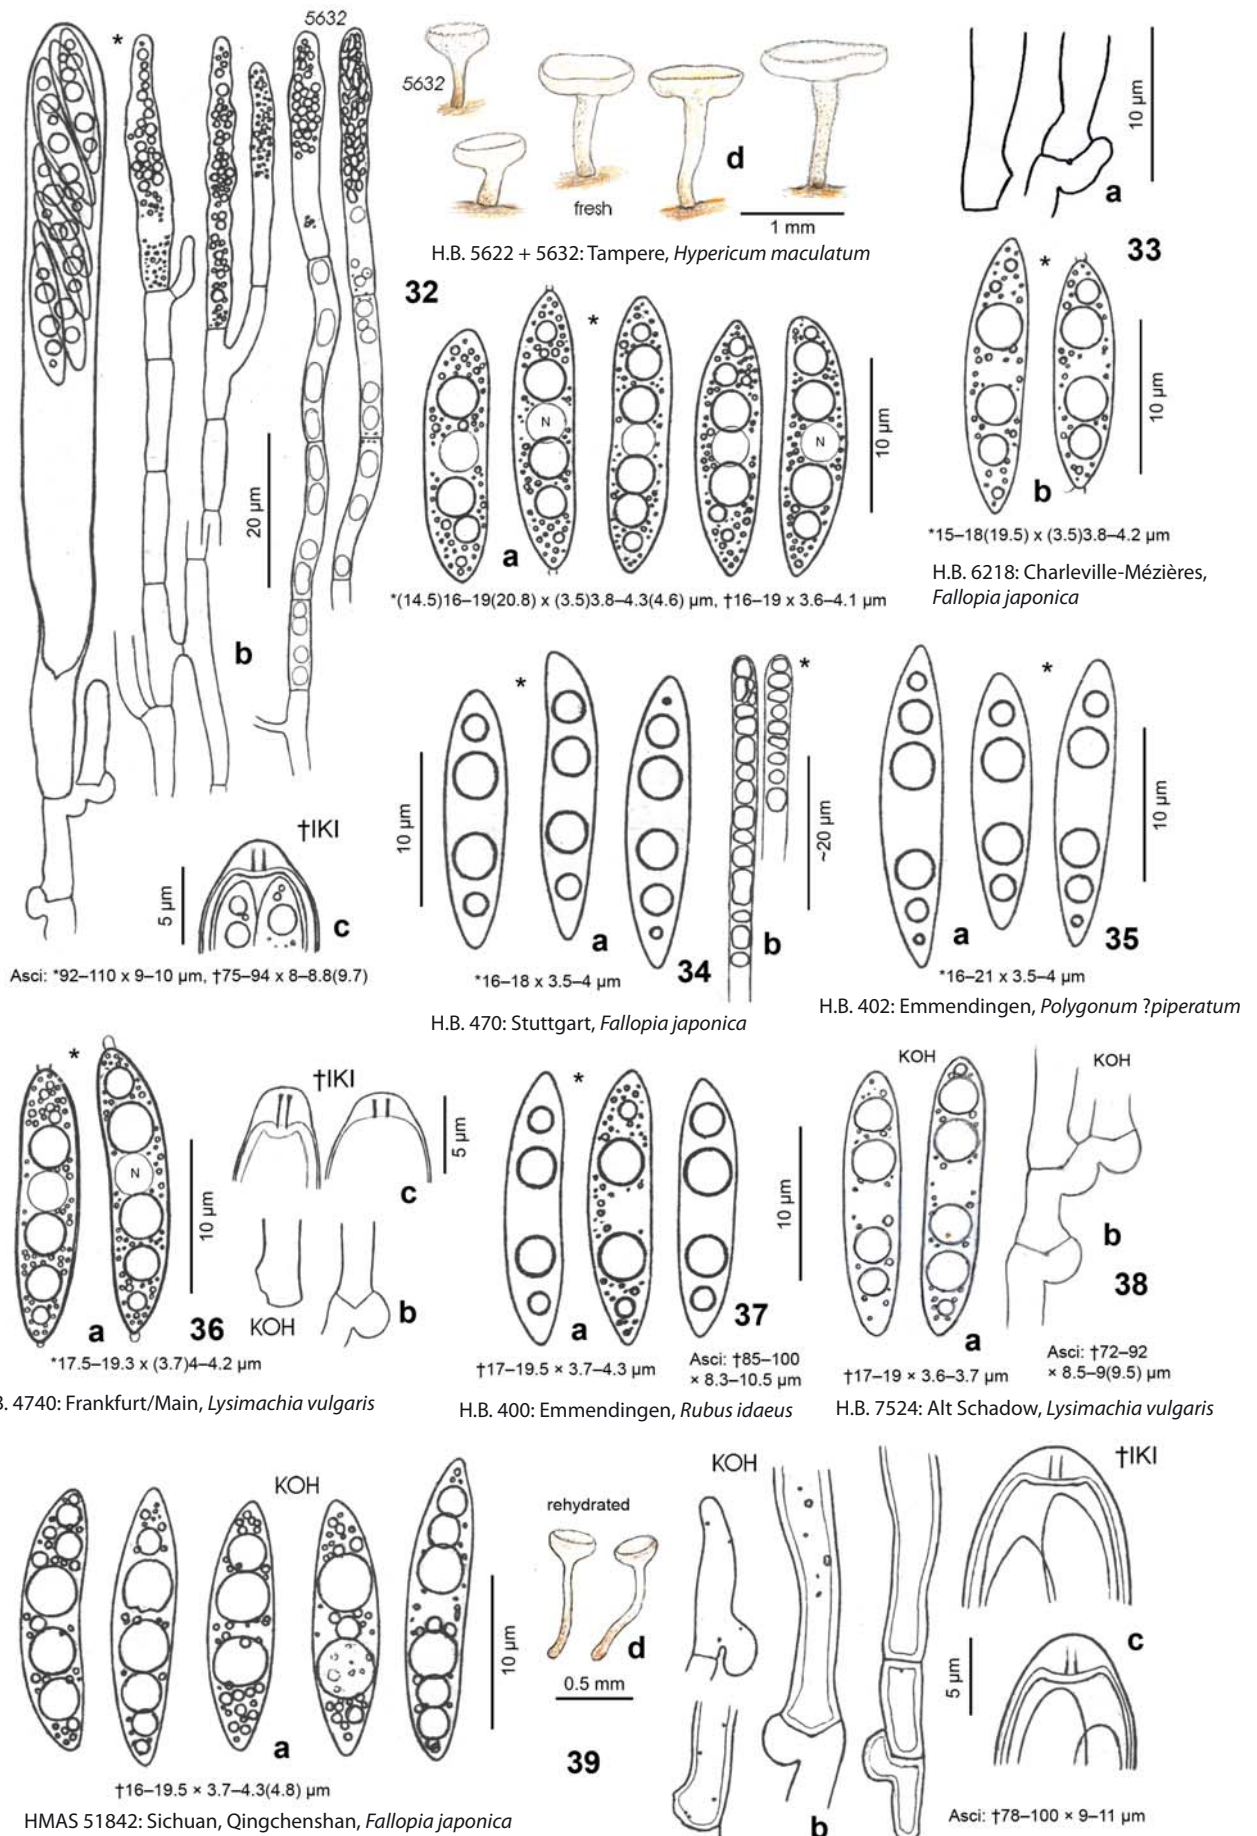 5632
*
5632
fresh
d
1 mm
H.B. 5622 + 5632: Tampere, Hypericum maculatum
10 µm
a
33
32
*
N
N
10 µm
a
*(14.5)16–19(20.8) x (3.5)3.8–4.3(4.6) µm, †16–19 x 3.6–4.1 µm
*
10 µm
b
*15–18(19.5) x (3.5)3.8–4.2 µm
H.B. 6218: Charleville-Mézières,
Fallopia japonica
20 µm
b
†IKI
5 µm
c
Asci: *92–110 x 9–10 µm, †75–94 x 8–8.8(9.7)
*
10 µm
a
*16–18 x 3.5–4 µm
34
*
~20 µm
b
H.B. 470: Stuttgart, Fallopia japonica
*
10 µm
a
35
*16–21 x 3.5–4 µm
H.B. 402: Emmendingen, Polygonum ?piperatum
*
N
10 µm
a
36
*17.5–19.3 x (3.7)4–4.2 µm
†IKI
5 µm
c
KOH
b
B. 4740: Frankfurt/Main, Lysimachia vulgaris
*
10 µm
a
37
†17–19.5 × 3.7–4.3 µm
Asci: †85–100
× 8.3–10.5 µm
H.B. 400: Emmendingen, Rubus idaeus
KOH
KOH
b
38
a
†17–19 × 3.6–3.7 µm
Asci: †72–92
× 8.5–9(9.5) µm
H.B. 7524: Alt Schadow, Lysimachia vulgaris
KOH
10 µm
a
†16–19.5 × 3.7–4.3(4.8) µm
HMAS 51842: Sichuan, Qingchenshan, Fallopia japonica
rehydrated
d
0.5 mm
39
KOH
b
†IKI
5 µm
c
Asci: †78–100 × 9–11 µm